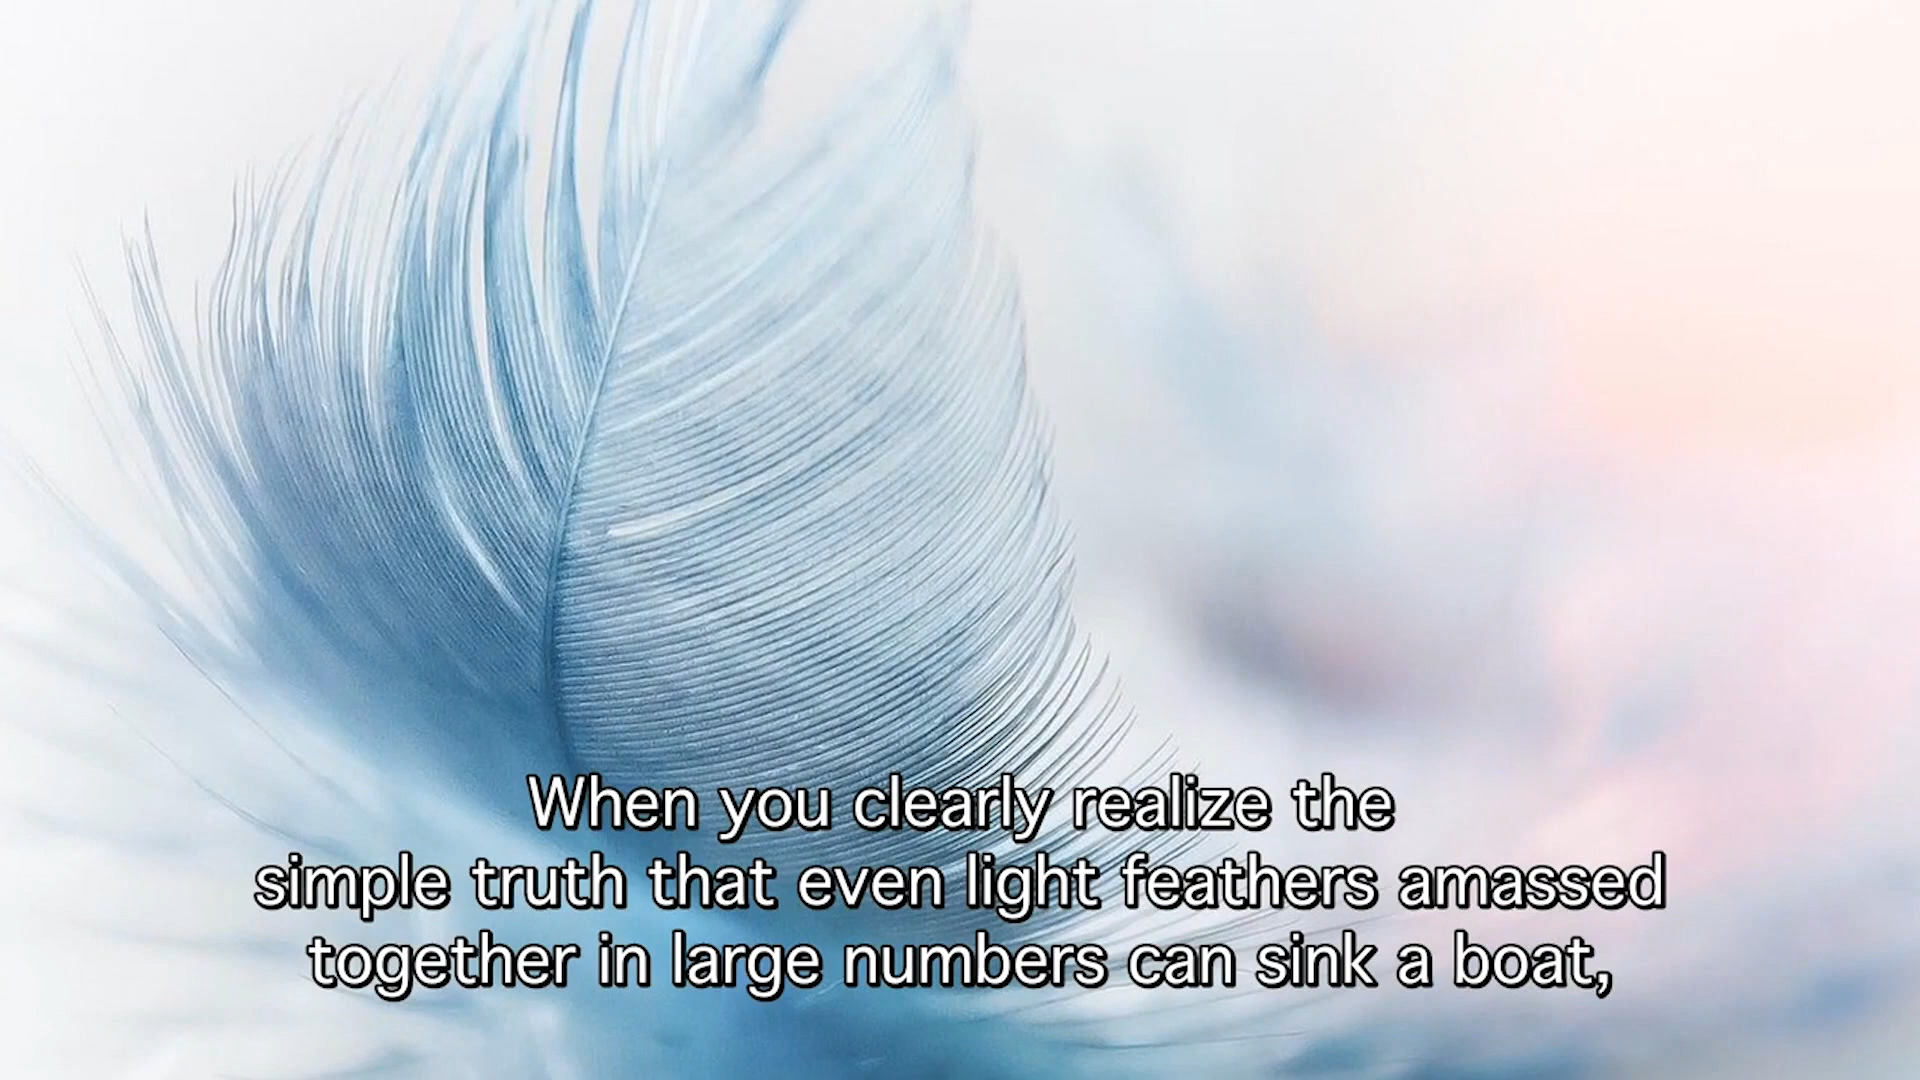 When you clearly realize the
simple truth that even light feathers amassed
together in large numbers can sink a boat,